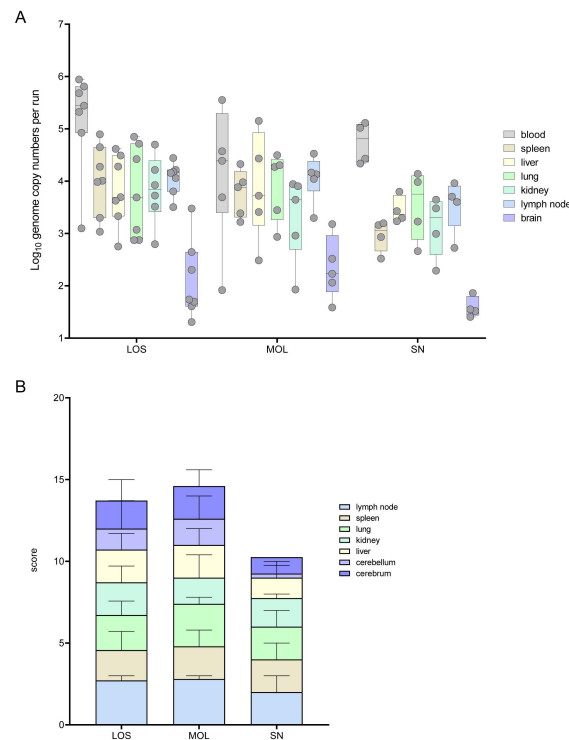 A
Log10 genome copy numbers per run
7
6
5
4
3
2
1
LOS
MOL
SN
blood
spleen
liver
lung
kidney
lymph node
brain
B
score
20
15
10
5
0
LOS
MOL
SN
lymph node
spleen
lung
kidney
liver
cerebellum
cerebrum